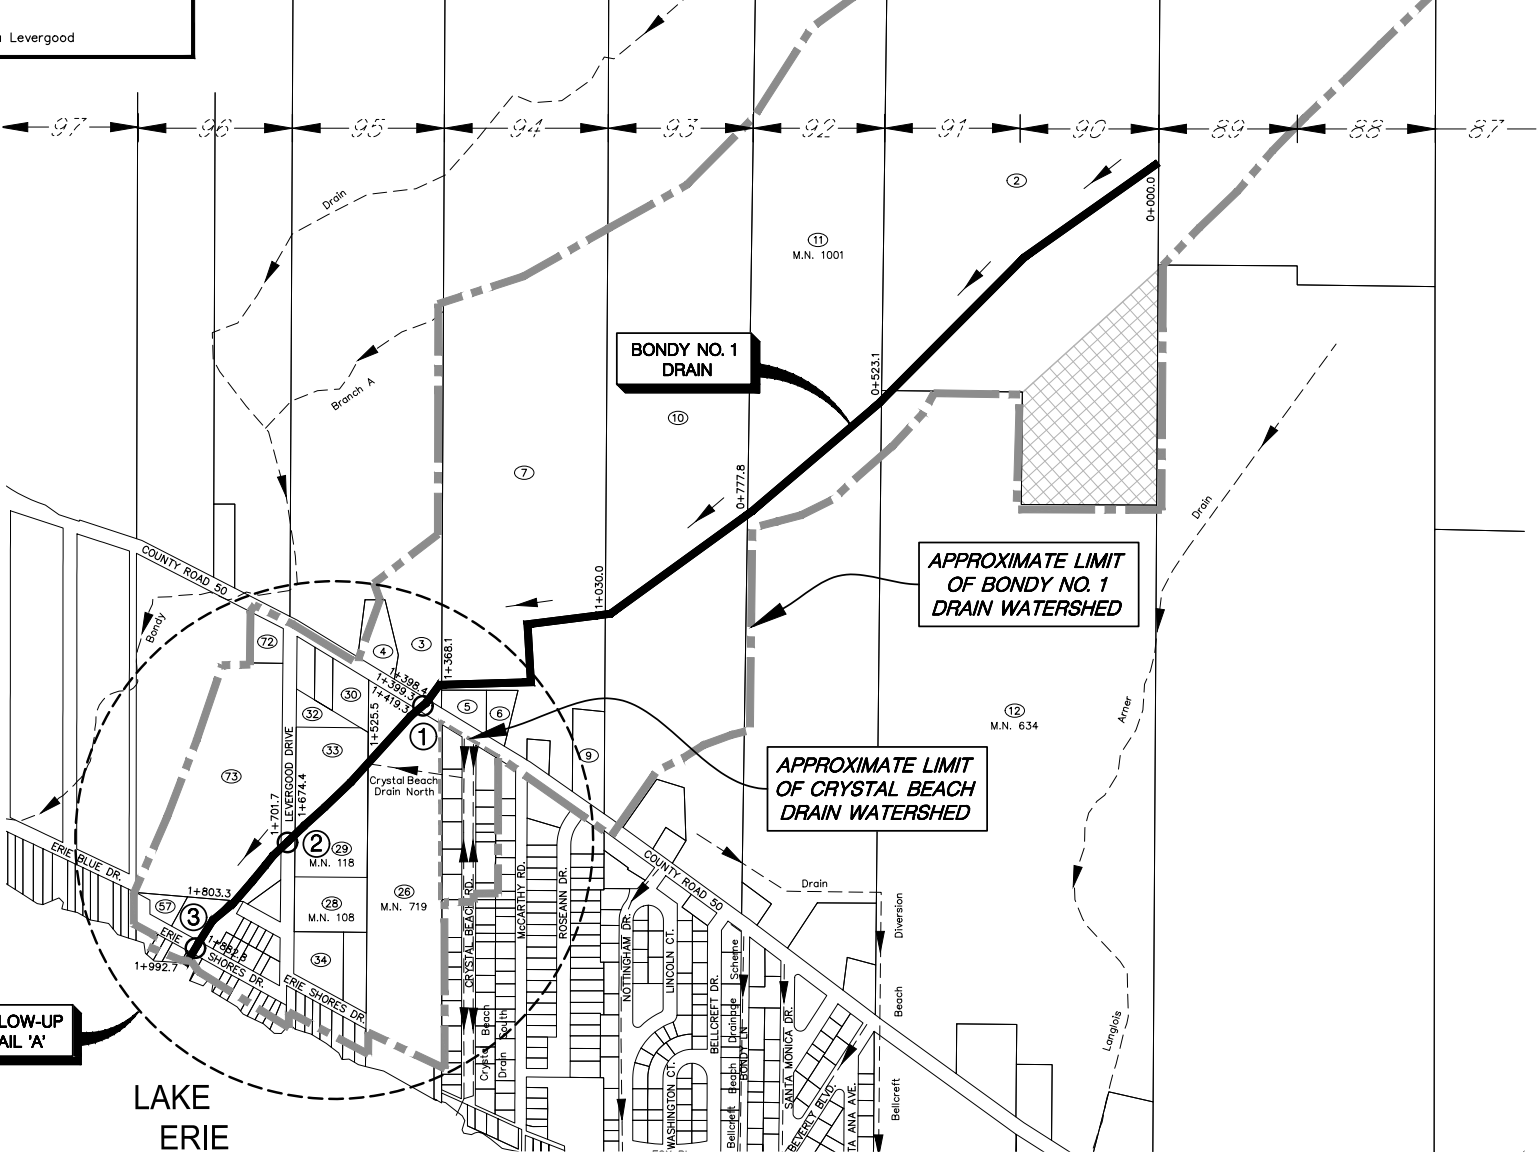 Levergood
97 96 95 94 93 92 91 90 89 88 87
2
0+000.0
Drain
11
M.N. 1001
BONDY NO. 1
DRAIN
0+523.1
Branch A
10
7
0+777.8
Drain
APPROXIMATE LIMIT
OF BONDY NO. 1
DRAIN WATERSHED
COUNTY ROAD 50
1+030.0
Bondy
72
4
3
1+368.1
1+398.4
1+399.3
1+419.3
30
5
6
32
1+525.5
1
33
9
12
M.N. 634
Arner
LEVERGOOD DRIVE
73
1+674.4
Crystal Beach
Drain North
APPROXIMATE LIMIT
OF CRYSTAL BEACH
DRAIN WATERSHED
1+701.7
2
29
M.N. 118
ERIE BLUE DR.
COUNTY ROAD 50
1+803.3
26
M.N. 719
Drain
57
3
28
M.N. 108
CRYSTAL BEACH RD.
McCARTHY RD.
ROSEANN DR.
Diversion
ERIE SHORES DR.
1+882.8
1+992.7
34
ERIE SHORES DR.
NOTTINGHAM DR.
LINCOLN CT.
BELLCREFT DR.
Bellcreft Beach Drainage Scheme
BONDY LN
SANTA MONICA DR.
Beach
Langlois
Crystal Beach
Drain South
LOW-UP
AIL 'A'
WASHINGTON CT.
BEVERLY BLVD.
TA ANA AVE.
Bellcreft
LAKE
ERIE